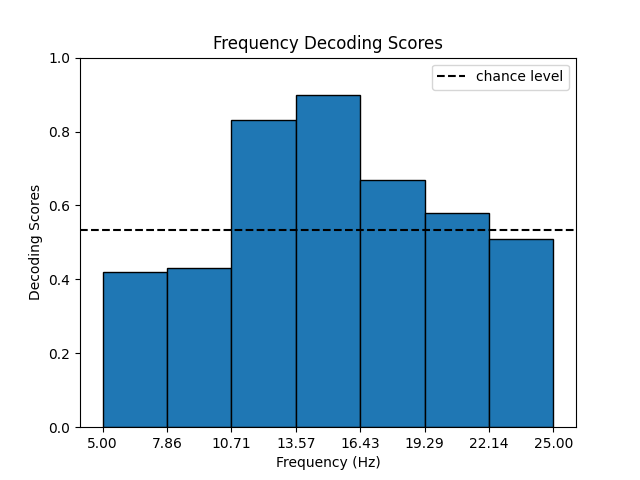 Frequency Decoding Scores
chance level
1.0
0.8
0.6
0.4
0.2
0.0
Decoding Scores
5.00 7.86 10.71 13.57 16.43 19.29 22.14 25.00
Frequency (Hz)